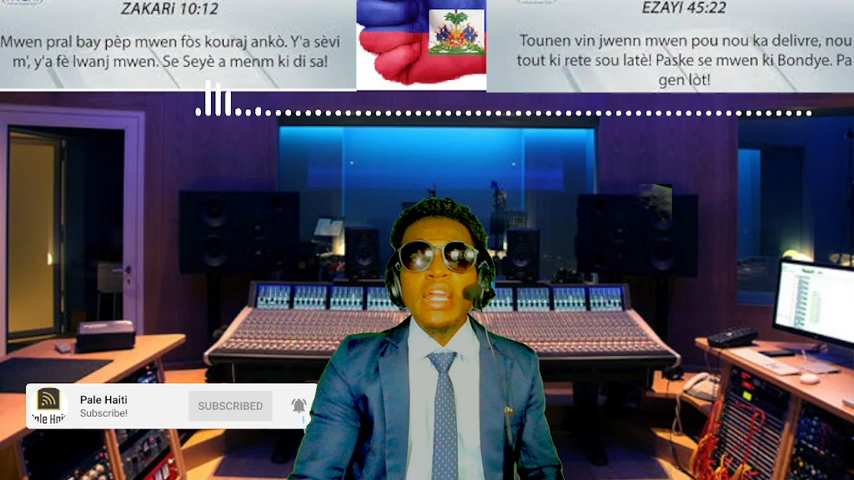 ZAKARi 10:12
Mwen pral bay pèp mwen fòs kouraj ankò. Y'a sèvi
m', y'a fè lwanj mwen. Se Seyè a menm ki di sa!
EZAYI 45:22
Tounen vin jwenn mwen pou nou ka delivre, nou
tout ki rete sou latè! Paske se mwen ki Bondye. Pa
gen lòt!
Pale Haiti
Subscribe!
SUBSCRIBED